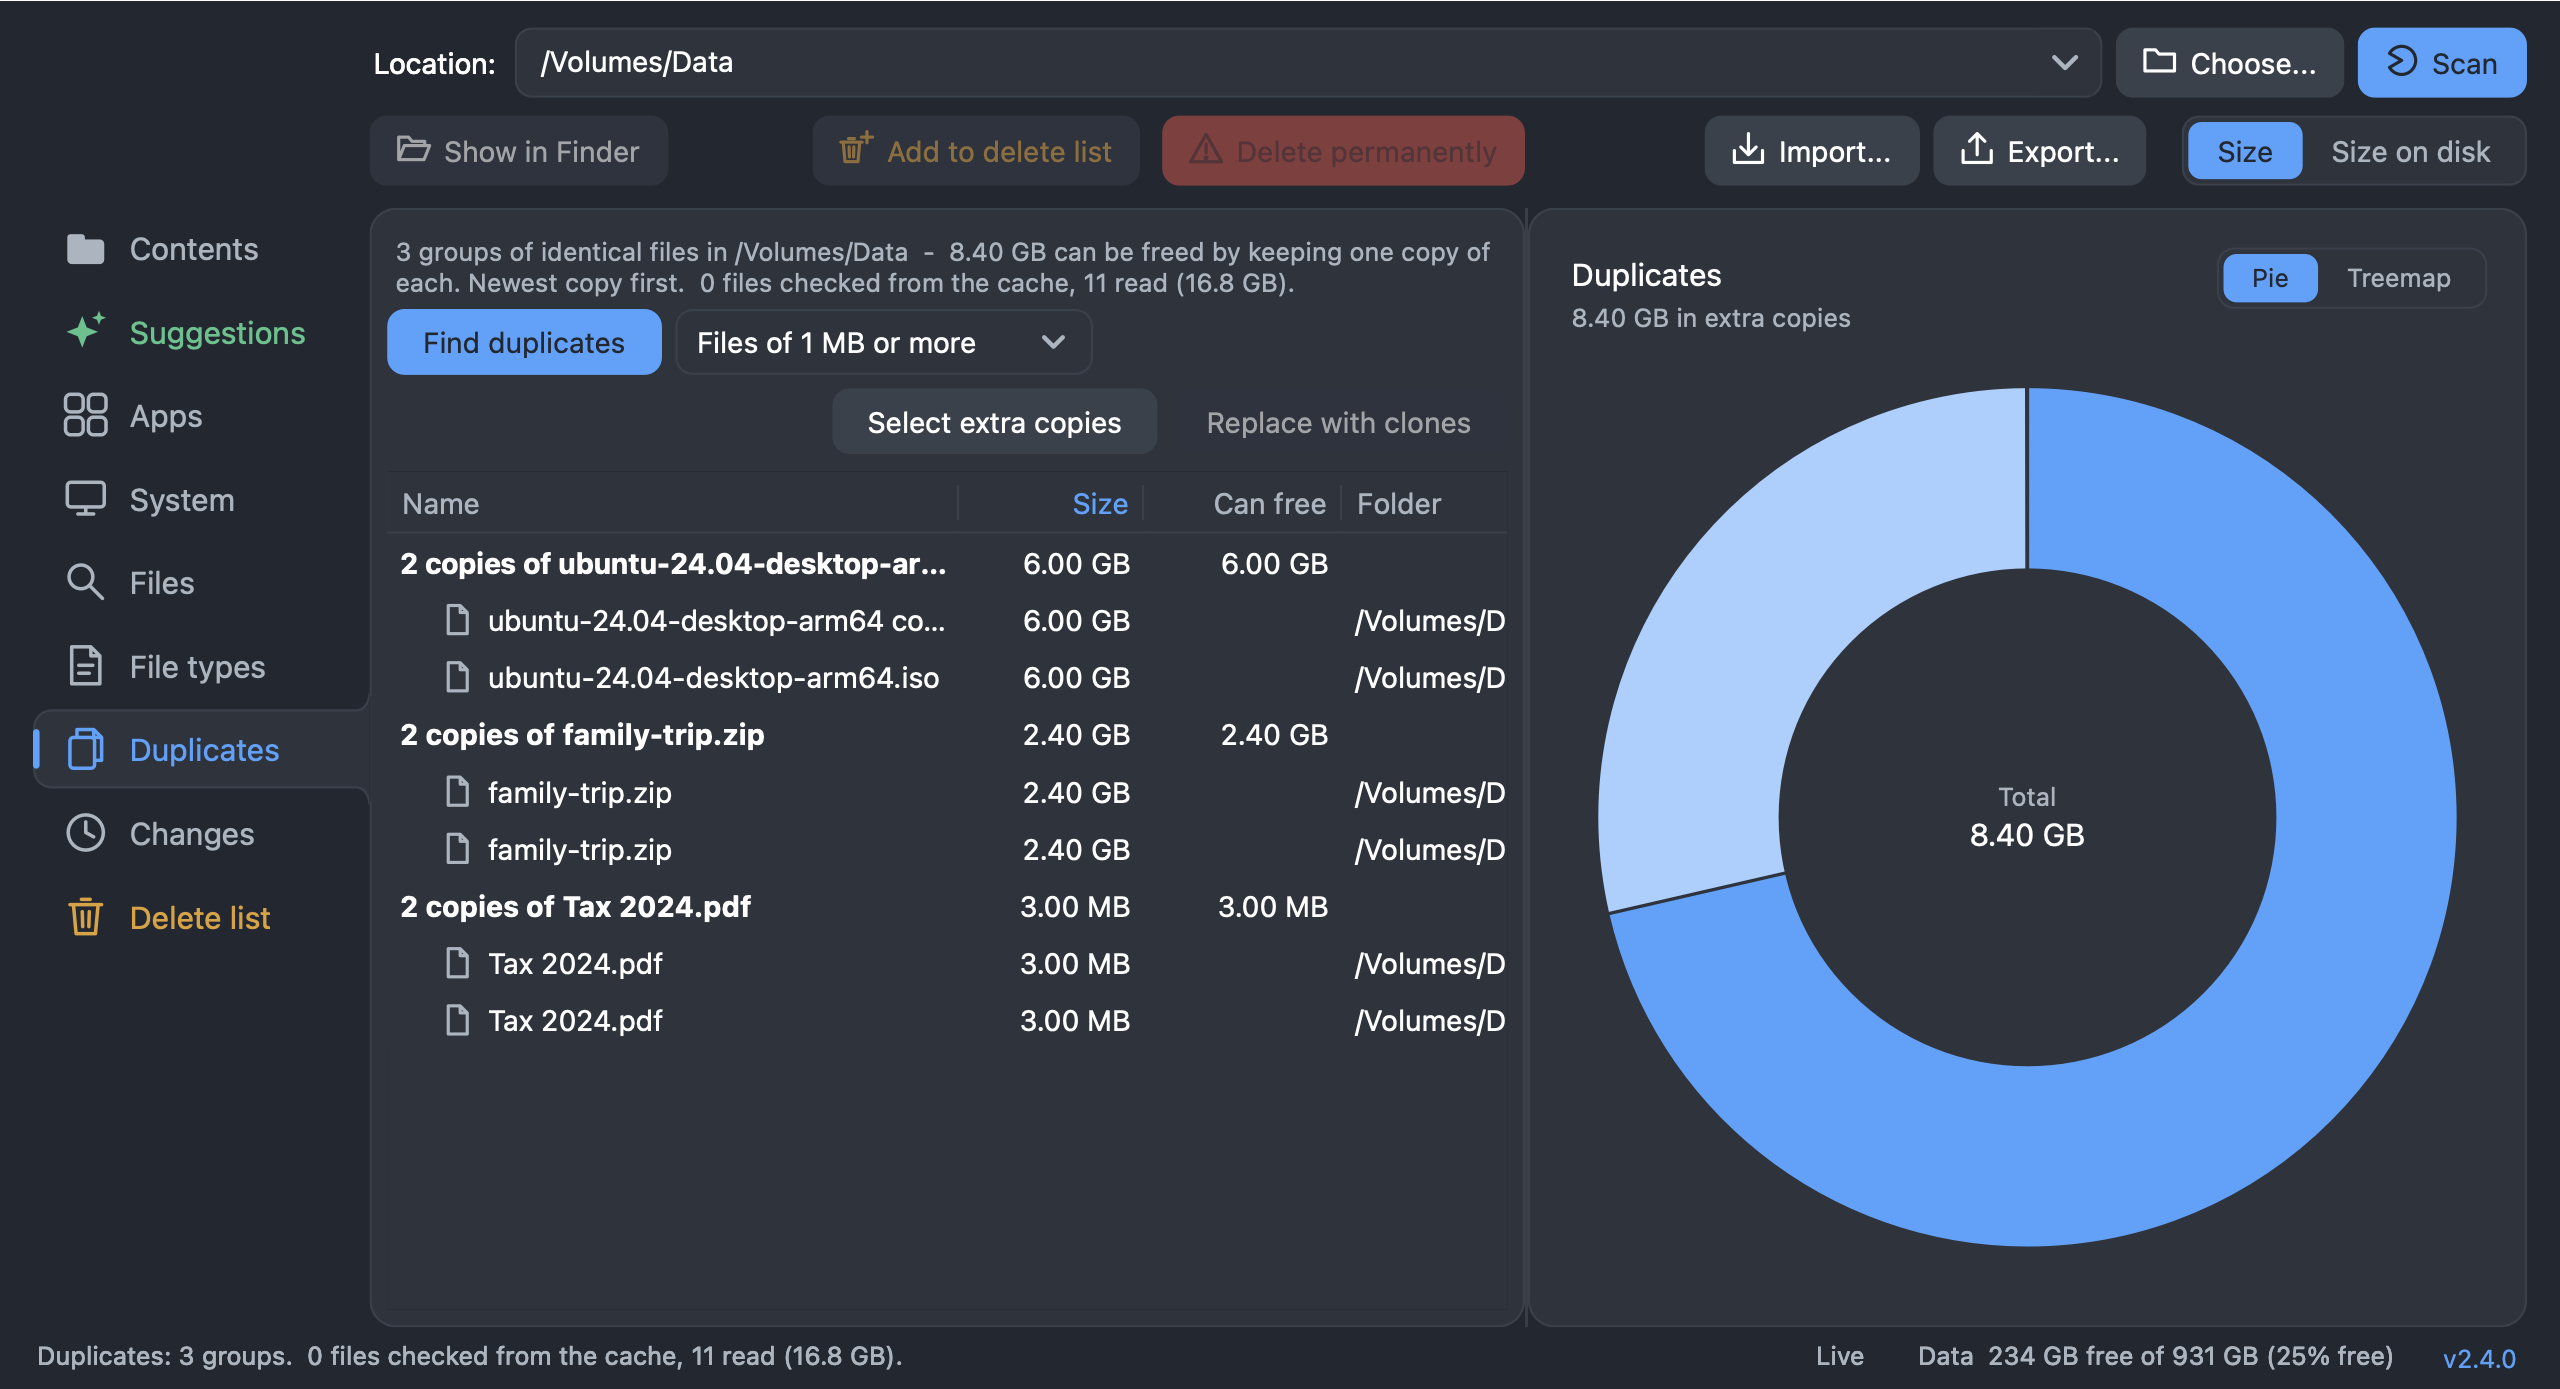 Location:
/Volumes/Data
Choose...
Scan
Show in Finder
Add to delete list
Delete permanently
Import...
Export...
Size
Size on disk
Contents
Suggestions
Apps
System
Files
File types
Duplicates
Changes
Delete list
3 groups of identical files in /Volumes/Data - 8.40 GB can be freed by keeping one copy of
each. Newest copy first. 0 files checked from the cache, 11 read (16.8 GB).
Find duplicates
Files of 1 MB or more
Select extra copies
Replace with clones
Name Size Can free Folder
2 copies of ubuntu-24.04-desktop-ar... 6.00 GB 6.00 GB
ubuntu-24.04-desktop-arm64 co... 6.00 GB /Volumes/D
ubuntu-24.04-desktop-arm64.iso 6.00 GB /Volumes/D
2 copies of family-trip.zip 2.40 GB 2.40 GB
family-trip.zip 2.40 GB /Volumes/D
family-trip.zip 2.40 GB /Volumes/D
2 copies of Tax 2024.pdf 3.00 MB 3.00 MB
Tax 2024.pdf 3.00 MB /Volumes/D
Tax 2024.pdf 3.00 MB /Volumes/D
Duplicates
8.40 GB in extra copies
Pie
Treemap
Total
8.40 GB
Duplicates: 3 groups. 0 files checked from the cache, 11 read (16.8 GB).
Live
Data 234 GB free of 931 GB (25% free)
v2.4.0